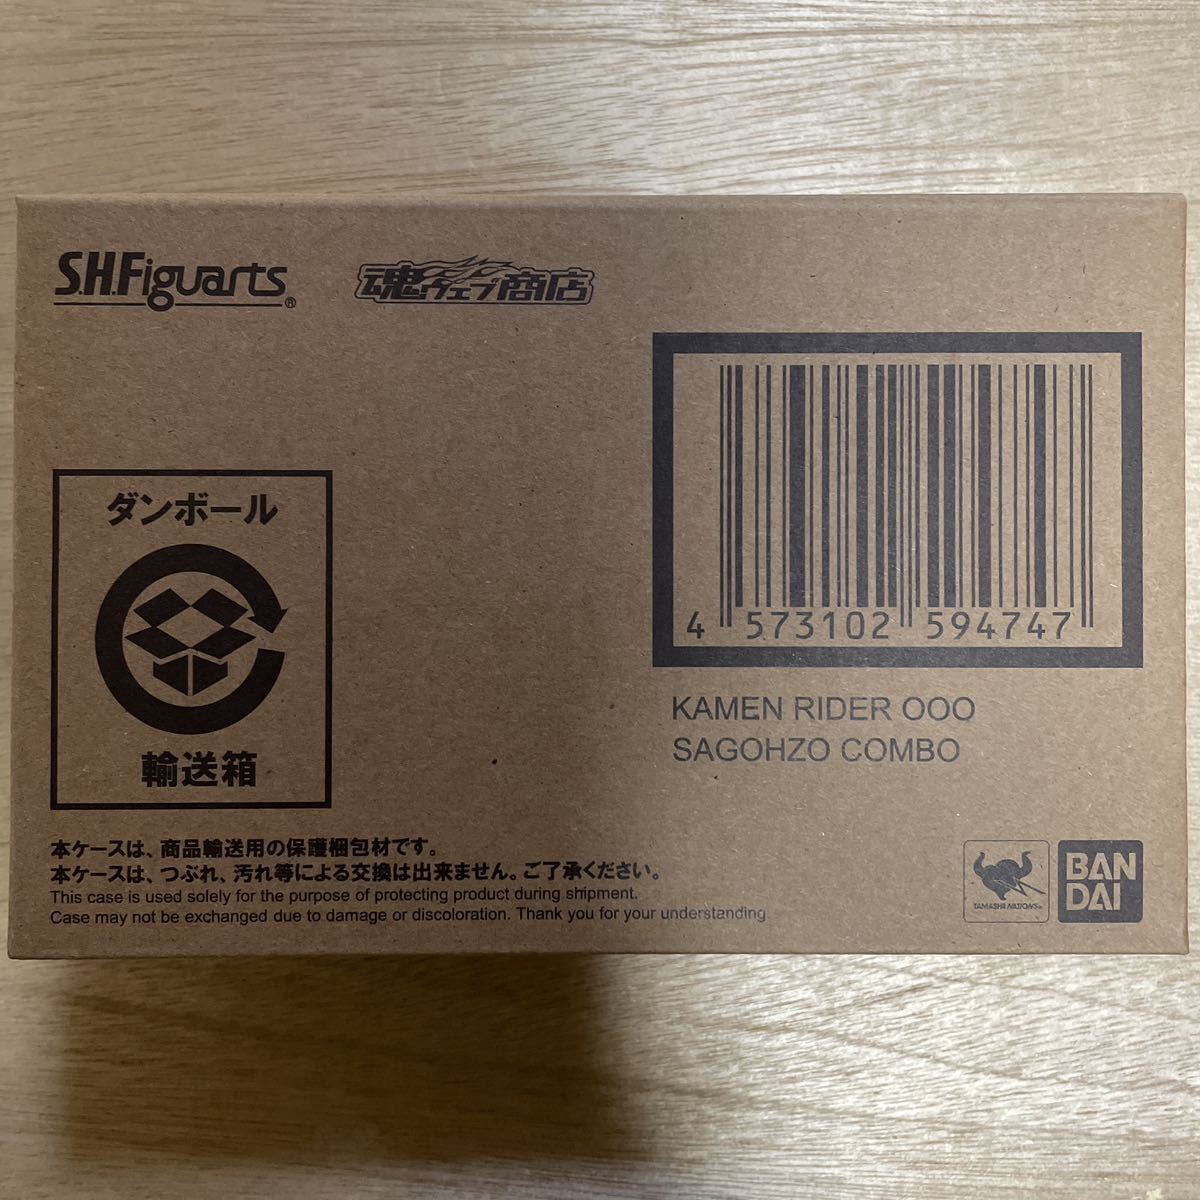 S.H.Figuarts®
魂ウェブ商店
4 573102 594747
KAMEN RIDER OOO
SAGOHZO COMBO
ダンボール
輸送箱
本ケースは、商品輸送用の保護梱包材です。
本ケースは、つぶれ、汚れ等による交換は出来ません。ご了承ください。
This case is used solely for the purpose of protecting product during shipment.
Case may not be exchanged due to damage or discoloration. Thank you for your understanding.
TAMASHII NATIONS
BAN
DAI